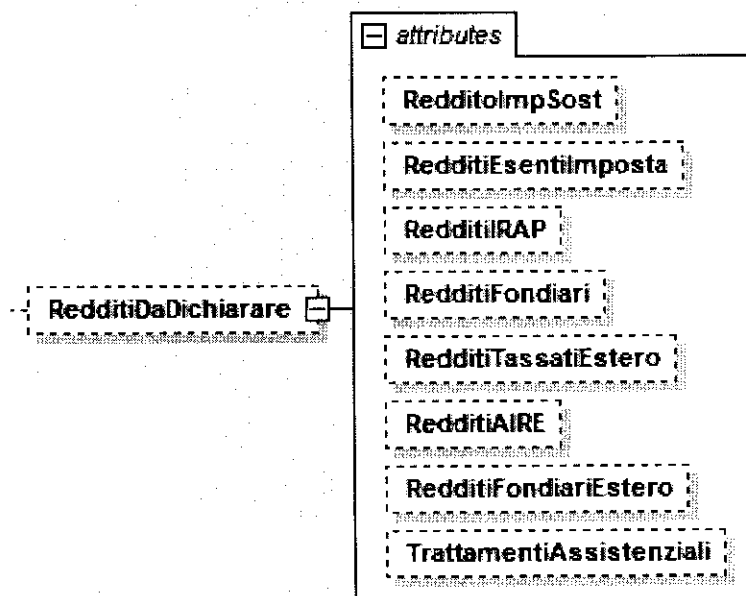 attributes
RedditoImpSost
RedditiEsentiImposta
RedditiIRAP
RedditiFondiari
RedditiDaDichiarare
RedditiTassatiEstero
RedditiAIRE
RedditiFondiariEstero
TrattamentiAssistenziali